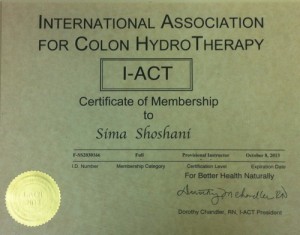 INTERNATIONAL ASSOCIATION
FOR COLON HYDROTHERAPY
I-ACT
Certificate of Membership
to
Sima Shoshani
Full Provisional Instructor October 8, 2013
I.D. Number Membership Category Certification Level Expiration Date
For Better Health Naturally
Dorothy Chandler, RN, I-ACT President